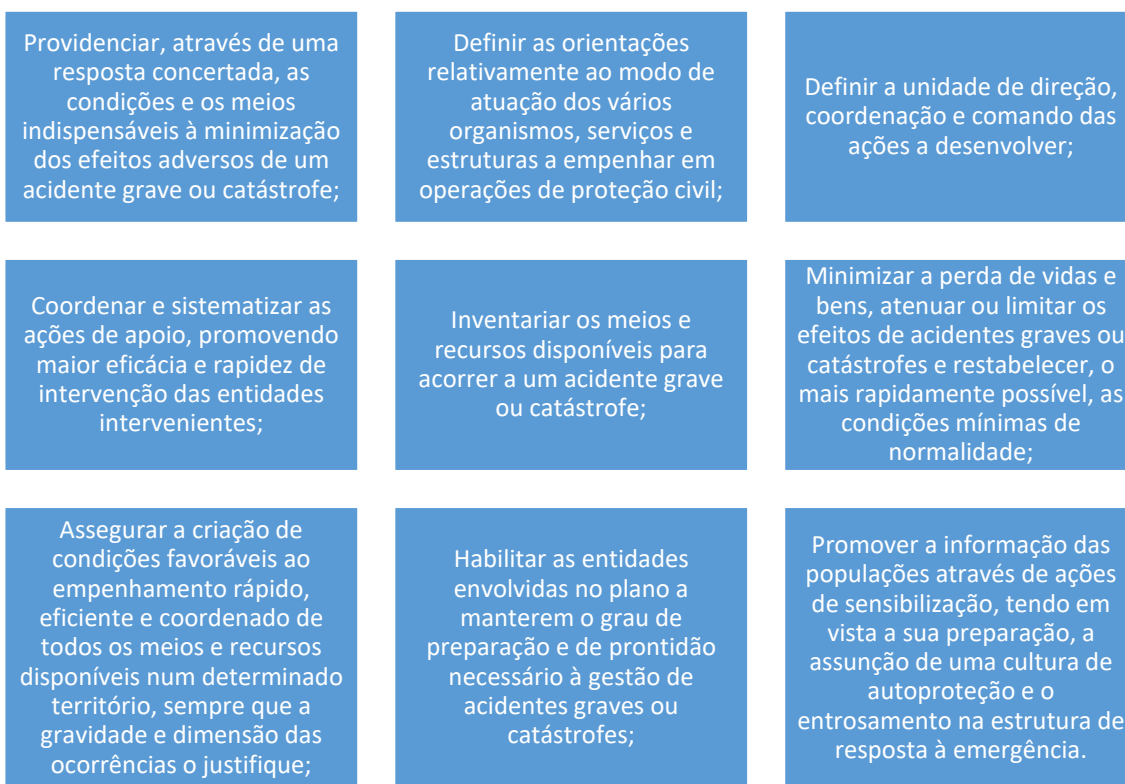 Providenciar, através de uma
resposta concertada, as
condições e os meios
indispensáveis à minimização
dos efeitos adversos de um
acidente grave ou catástrofe;
Definir as orientações
relativamente ao modo de
atuação dos vários
organismos, serviços e
estruturas a empenhar em
operações de proteção civil;
Definir a unidade de direção,
coordenação e comando das
ações a desenvolver;
Coordenar e sistematizar as
ações de apoio, promovendo
maior eficácia e rapidez de
intervenção das entidades
intervenientes;
Inventariar os meios e
recursos disponíveis para
acorrer a um acidente grave
ou catástrofe;
Minimizar a perda de vidas e
bens, atenuar ou limitar os
efeitos de acidentes graves ou
catástrofes e restabelecer, o
mais rapidamente possível, as
condições mínimas de
normalidade;
Assegurar a criação de
condições favoráveis ao
empenhamento rápido,
eficiente e coordenado de
todos os meios e recursos
disponíveis num determinado
território, sempre que a
gravidade e dimensão das
ocorrências o justifique;
Habilitar as entidades
envolvidas no plano a
manterem o grau de
preparação e de prontidão
necessário à gestão de
acidentes graves ou
catástrofes;
Promover a informação das
populações através de ações
de sensibilização, tendo em
vista a sua preparação, a
assunção de uma cultura de
autoproteção e o
entrosamento na estrutura de
resposta à emergência.